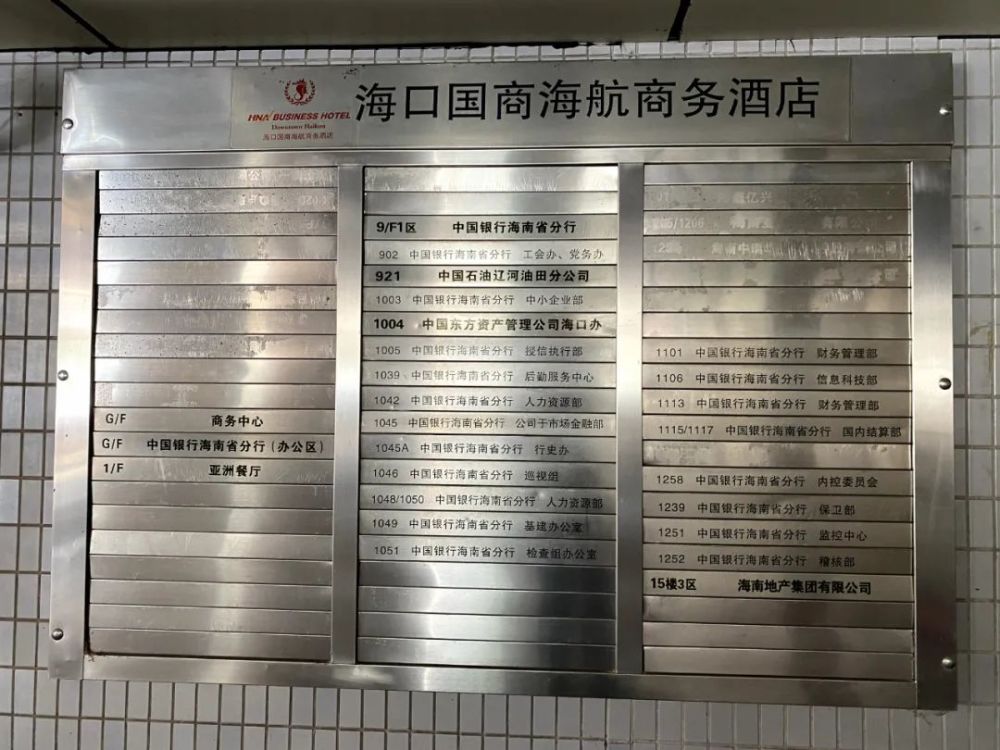 HNA BUSINESS HOTEL
Downtown Haikou
海口国商海航商务酒店
海口国商海航商务酒店
G/F 商务中心
G/F 中国银行海南省分行(办公区)
1/F 亚洲餐厅
9/F1区 中国银行海南省分行
902 中国银行海南省分行 工会办、党务办
921 中国石油辽河油田分公司
1003 中国银行海南省分行 中小企业部
1004 中国东方资产管理公司海口办
1005 中国银行海南省分行 授信执行部
1039 中国银行海南省分行 后勤服务中心
1042 中国银行海南省分行 人力资源部
1045 中国银行海南省分行 公司于市场金融部
1045A 中国银行海南省分行 行史办
1046 中国银行海南省分行 巡视组
1048/1050 中国银行海南省分行 人力资源部
1049 中国银行海南省分行 基建办公室
1051 中国银行海南省分行 检查组办公室
亿兴
/1206
1101 中国银行海南省分行 财务管理部
1106 中国银行海南省分行 信息科技部
1113 中国银行海南省分行 财务管理部
1115/1117 中国银行海南省分行 国内结算部
1258 中国银行海南省分行 内控委员会
1239 中国银行海南省分行 保卫部
1251 中国银行海南省分行 监控中心
1252 中国银行海南省分行 稽核部
15楼3区 海南地产集团有限公司